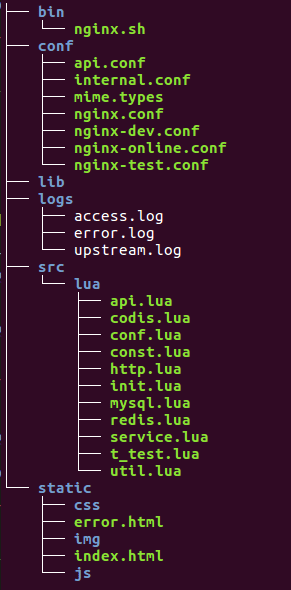 bin
nginx.sh
conf
api.conf
internal.conf
mime.types
nginx.conf
nginx-dev.conf
nginx-online.conf
nginx-test.conf
lib
logs
access.log
error.log
upstream.log
src
lua
api.lua
codis.lua
conf.lua
const.lua
http.lua
init.lua
mysql.lua
redis.lua
service.lua
t_test.lua
util.lua
static
css
error.html
img
index.html
js